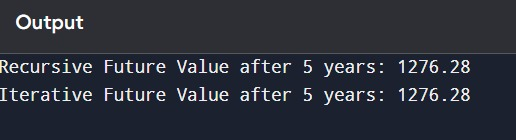 Output
Recursive Future Value after 5 years: 1276.28
Iterative Future Value after 5 years: 1276.28